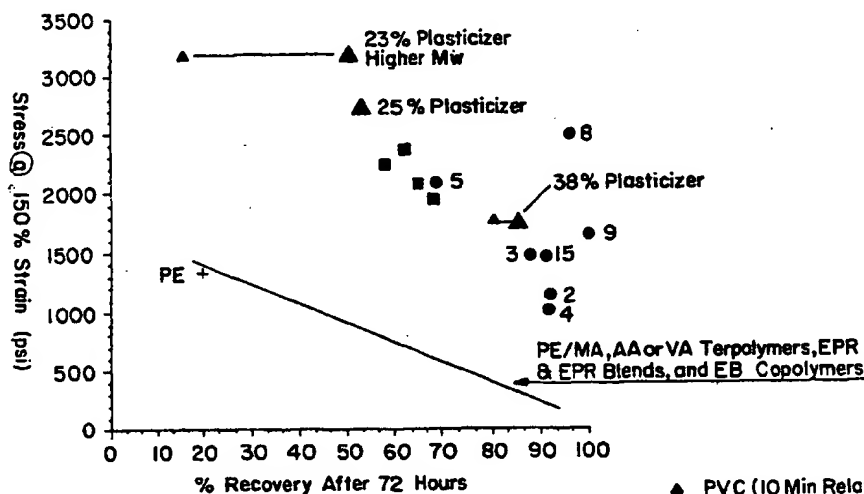 3500
3000
2500
2000
1500
1000
500
0
Stress @ 150% Strain (psi)
23% Plasticizer
Higher Mw
25% Plasticizer
8
5
38% Plasticizer
9
3
15
2
4
PE
PE/MA, AA or VA Terpolymers, EPR
& EPR Blends, and EB Copolymers
0 10 20 30 40 50 60 70 80 90 100
% Recovery After 72 Hours
PVC (10 Min